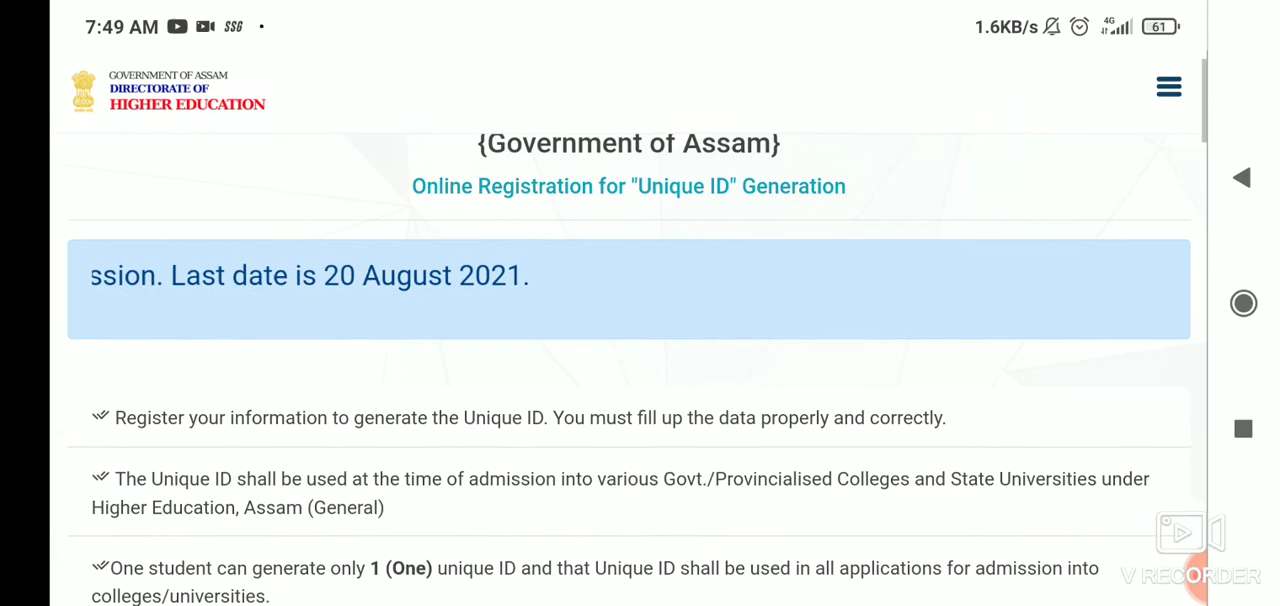 7:49 AM SSG 1.6KB/s 4G 61
GOVERNMENT OF ASSAM
DIRECTORATE OF
HIGHER EDUCATION
{Government of Assam}
Online Registration for "Unique ID" Generation
ssion. Last date is 20 August 2021.
Register your information to generate the Unique ID. You must fill up the data properly and correctly.
The Unique ID shall be used at the time of admission into various Govt./Provincialised Colleges and State Universities under
Higher Education, Assam (General)
One student can generate only 1 (One) unique ID and that Unique ID shall be used in all applications for admission into
colleges/universities.
V RECORDER